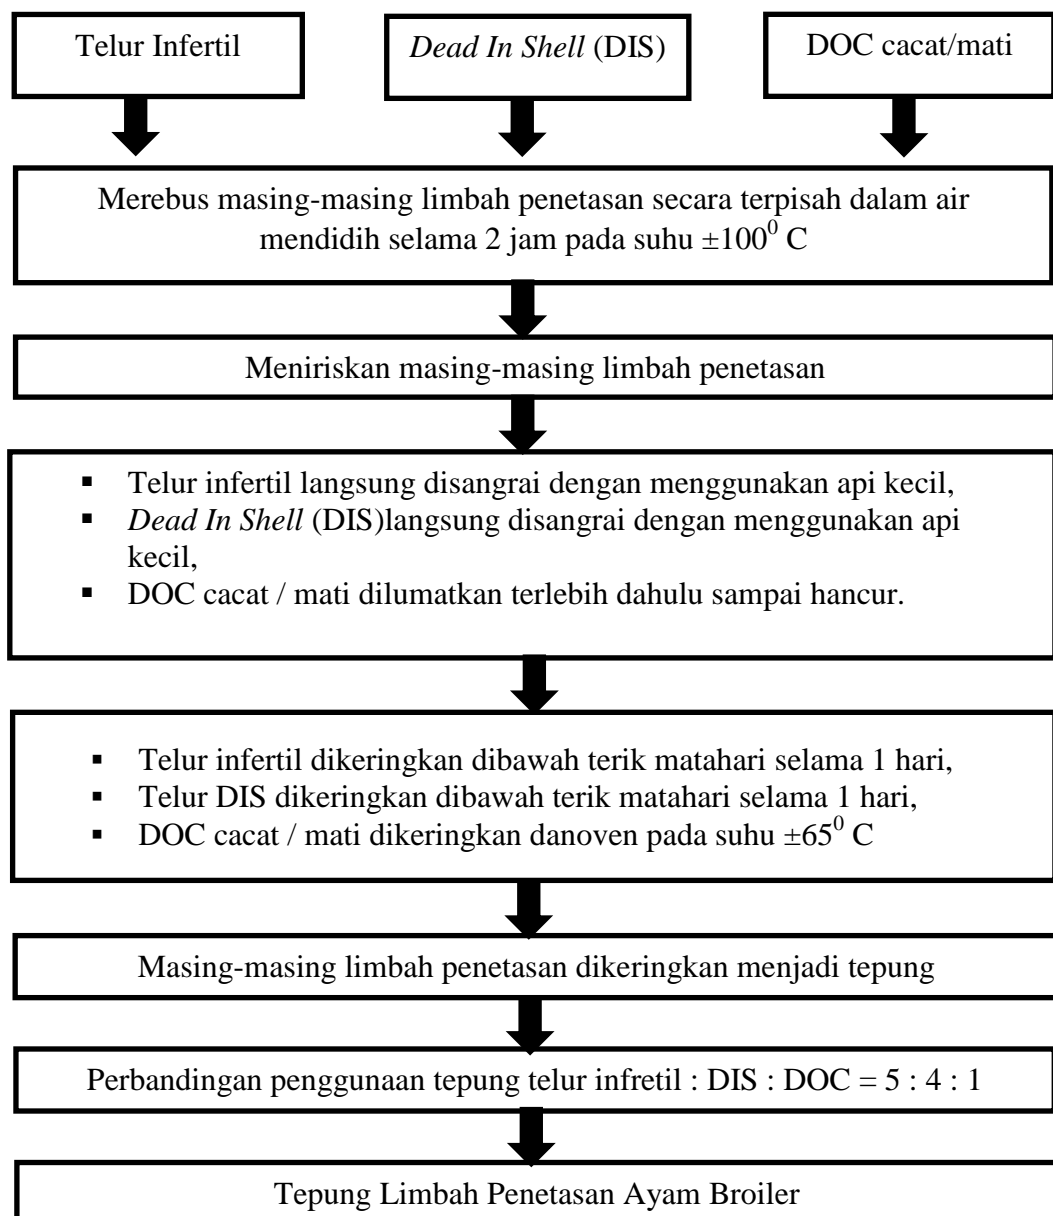 Telur Infertil
Dead In Shell (DIS)
DOC cacat/mati
Merebus masing-masing limbah penetasan secara terpisah dalam air
mendidih selama 2 jam pada suhu ±100⁰ C
Meniriskan masing-masing limbah penetasan
▪ Telur infertil langsung disangrai dengan menggunakan api kecil,
▪ Dead In Shell (DIS)langsung disangrai dengan menggunakan api
kecil,
▪ DOC cacat / mati dilumatkan terlebih dahulu sampai hancur.
▪ Telur infertil dikeringkan dibawah terik matahari selama 1 hari,
▪ Telur DIS dikeringkan dibawah terik matahari selama 1 hari,
▪ DOC cacat / mati dikeringkan danoven pada suhu ±65⁰ C
Masing-masing limbah penetasan dikeringkan menjadi tepung
Perbandingan penggunaan tepung telur infretil : DIS : DOC = 5 : 4 : 1
Tepung Limbah Penetasan Ayam Broiler